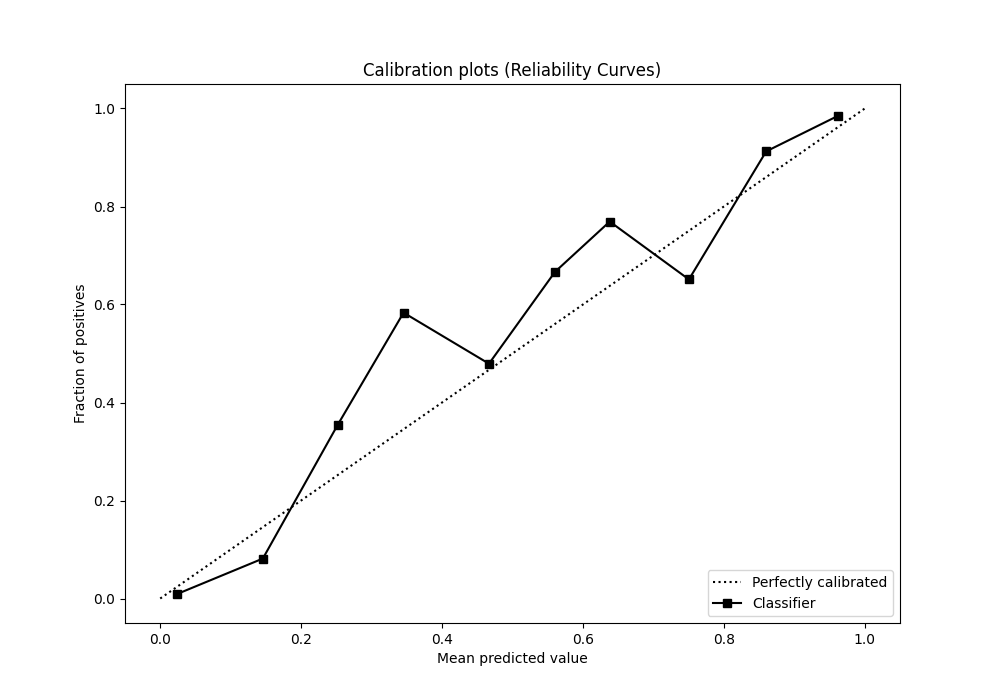 Calibration plots (Reliability Curves)
1.0
0.8
0.6
0.4
0.2
0.0
Fraction of positives
0.0 0.2 0.4 0.6 0.8 1.0
Mean predicted value
Perfectly calibrated
Classifier